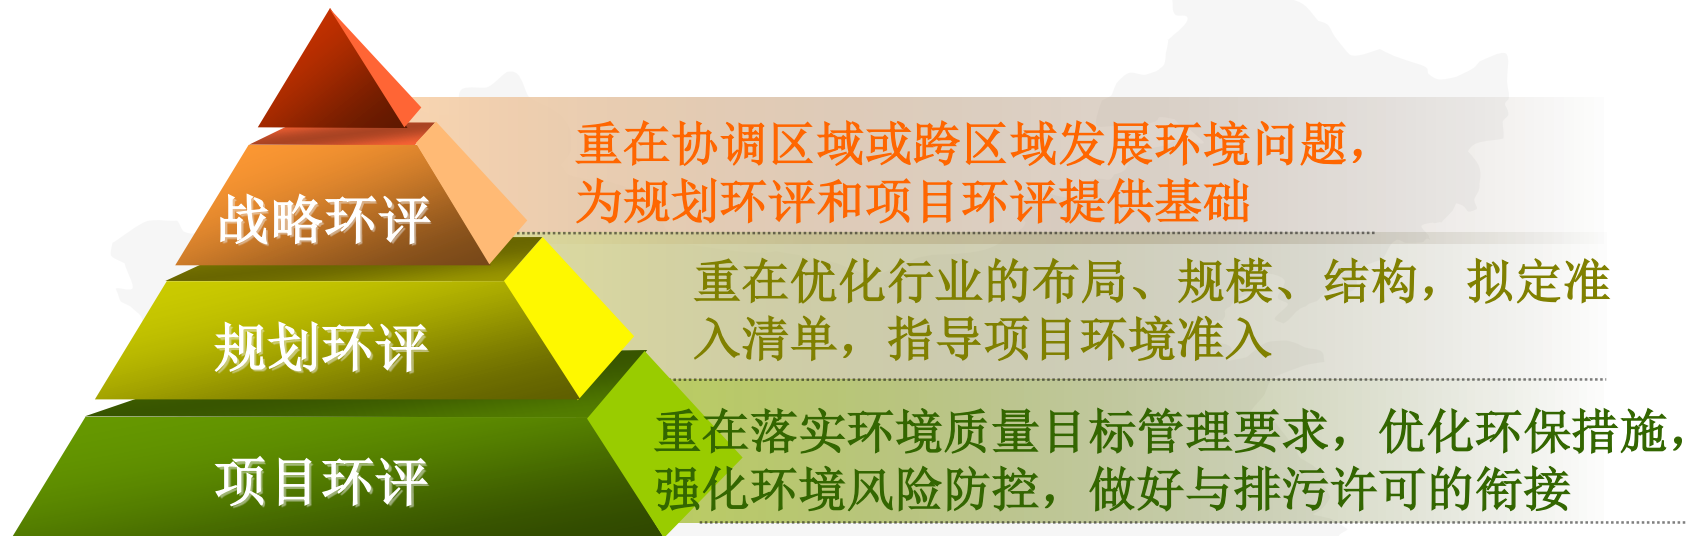 重在协调区域或跨区域发展环境问题，
为规划环评和项目环评提供基础
战略环评
重在优化行业的布局、规模、结构，拟定准
入清单，指导项目环境准入
规划环评
重在落实环境质量目标管理要求，优化环保措施，
强化环境风险防控，做好与排污许可的衔接
项目环评